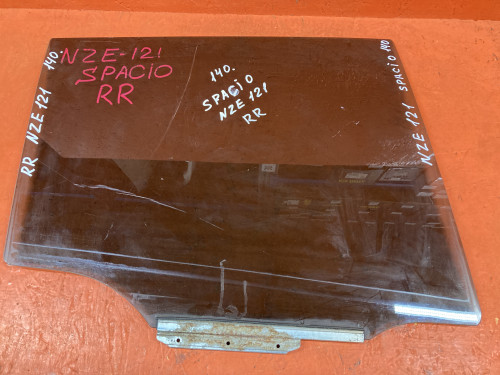 NZE-121
SPACIO
RR
140.
SPACIO
NZE 121
RR
RR NZE 121 140.
NZE 121 SPACIO 140